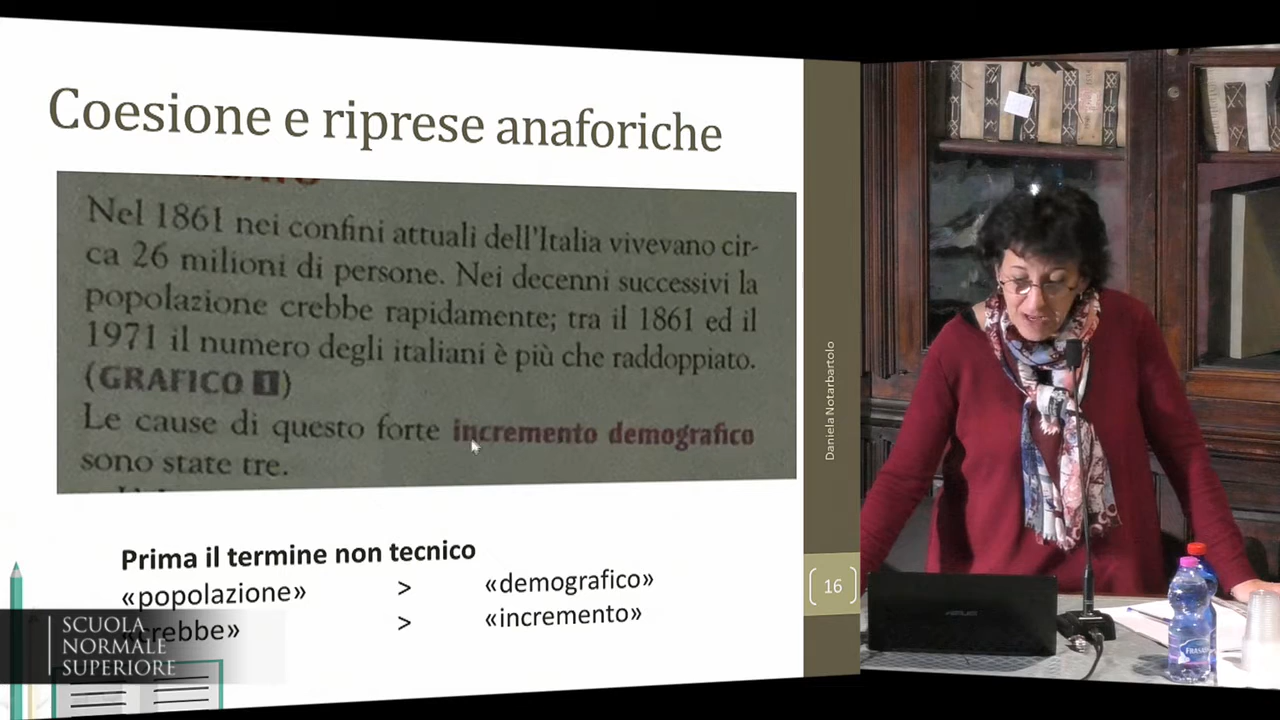 Coesione e riprese anaforiche
Nel 1861 nei confini attuali dell'Italia vivevano cir-
ca 26 milioni di persone. Nei decenni successivi la
popolazione crebbe rapidamente; tra il 1861 ed il
1971 il numero degli italiani è più che raddoppiato.
(GRAFICO 1)
Le cause di questo forte incremento demografico
sono state tre.
Prima il termine non tecnico
«popolazione» > «demografico»
«crebbe» > «incremento»
Daniela Notarbartolo
16
SCUOLA
NORMALE
SUPERIORE
ASUS
FRASASSI